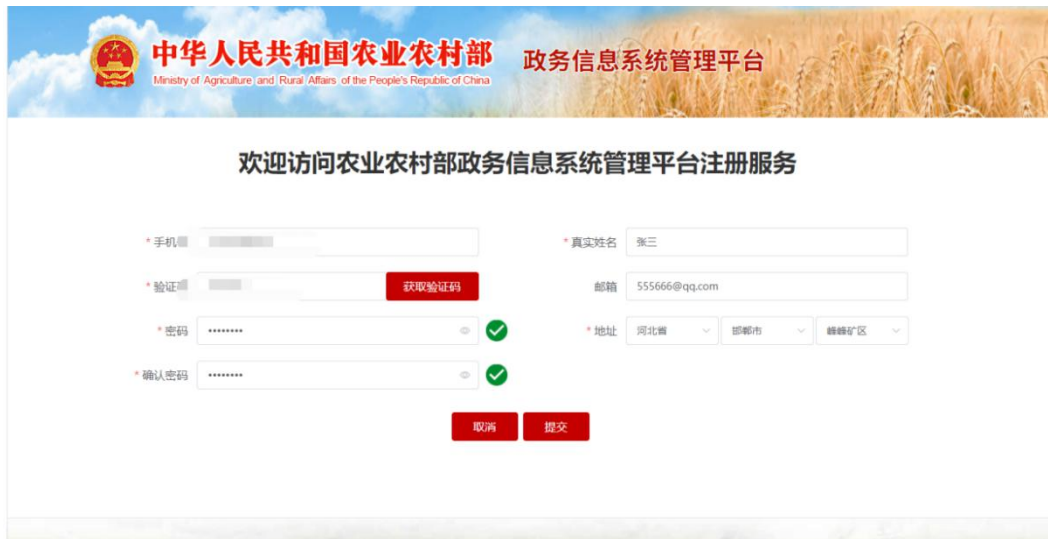 中华人民共和国农业农村部 政务信息系统管理平台
Ministry of Agriculture and Rural Affairs of the People's Republic of China
欢迎访问农业农村部政务信息系统管理平台注册服务
* 手机
* 真实姓名 张三
* 验证 获取验证码
邮箱 555666@qq.com
* 密码 ••••••••
* 地址 河北省 邯郸市 峰峰矿区
* 确认密码 ••••••••
取消 提交